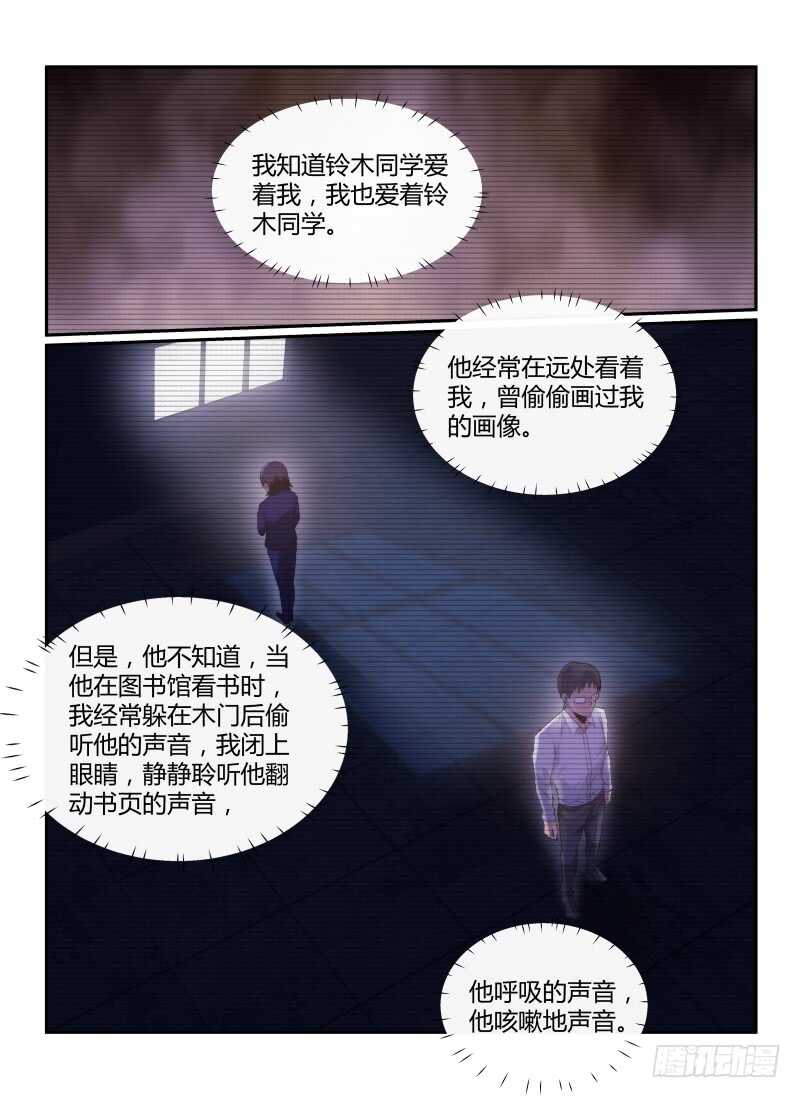 我知道铃木同学爱
着我，我也爱着铃
木同学。
他经常在远处看着
我，曾偷偷画过我
的画像。
但是，他不知道，当
他在图书馆看书时，
我经常躲在木门后偷
听他的声音，我闭上
眼睛，静静聆听他翻
动书页的声音，
他呼吸的声音，
他咳嗽地声音。
腾讯动漫